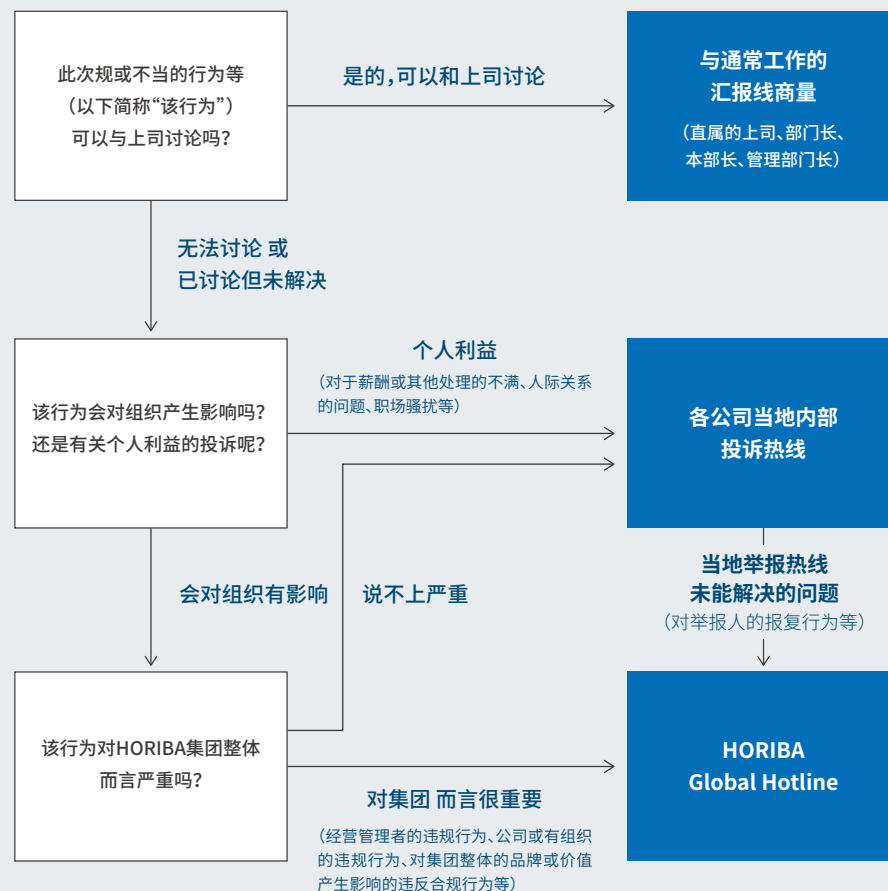 此次规或不当的行为等
（以下简称“该行为”）
可以与上司讨论吗？
是的，可以和上司讨论
与通常工作的
汇报线商量
（直属的上司、部门长、
本部长、管理部门长）
无法讨论 或
已讨论但未解决
该行为会对组织产生影响吗？
还是有关个人利益的投诉呢？
个人利益
（对于薪酬或其他处理的不满、人际关系
的问题、职场骚扰等）
各公司当地内部
投诉热线
会对组织有影响
说不上严重
当地举报热线
未能解决的问题
（对举报人的报复行为等）
该行为对HORIBA集团整体
而言严重吗？
对集团 而言很重要
（经营管理者的违规行为、公司或有组织
的违规行为、对集团整体的品牌或价值
产生影响的违反合规行为等）
HORIBA
Global Hotline